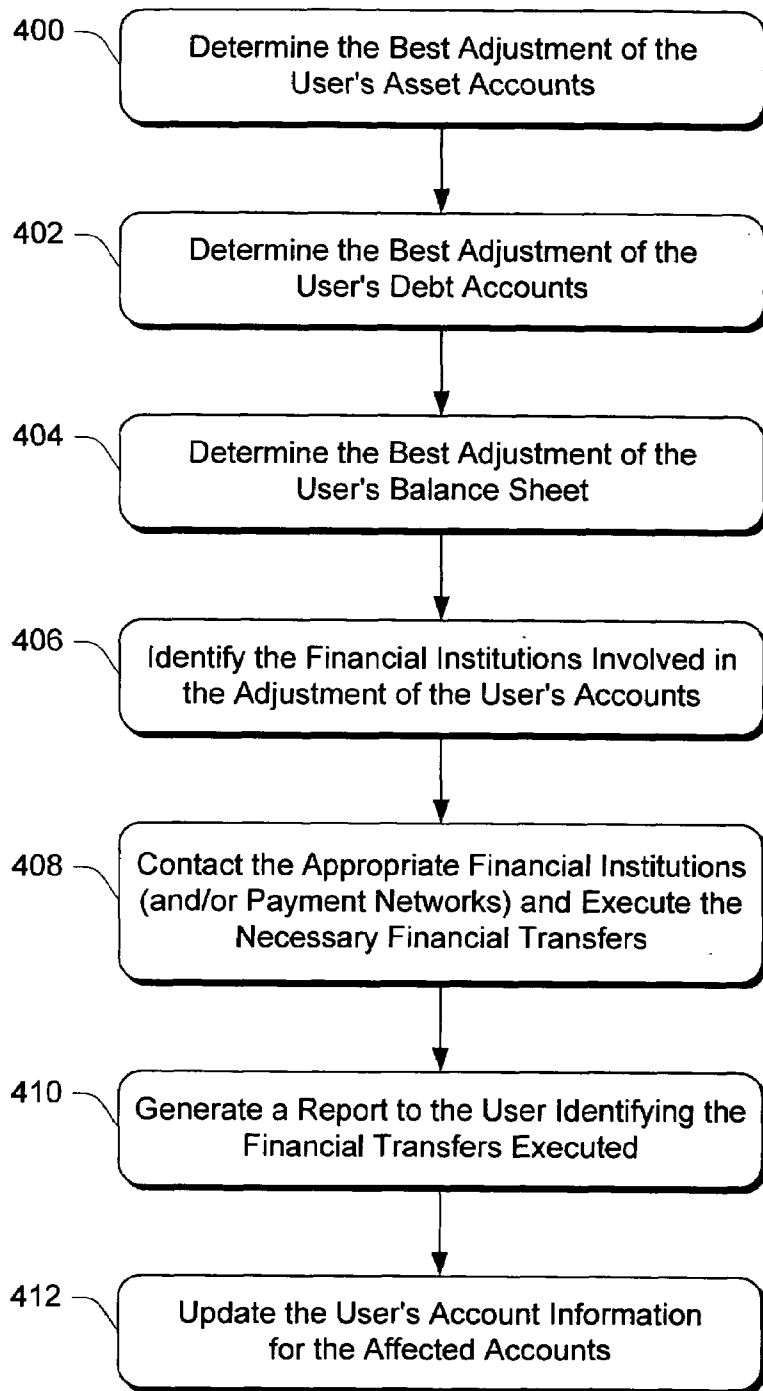 400
Determine the Best Adjustment of the
User's Asset Accounts
402
Determine the Best Adjustment of the
User's Debt Accounts
404
Determine the Best Adjustment of the
User's Balance Sheet
406
Identify the Financial Institutions Involved in
the Adjustment of the User's Accounts
408
Contact the Appropriate Financial Institutions
(and/or Payment Networks) and Execute the
Necessary Financial Transfers
410
Generate a Report to the User Identifying the
Financial Transfers Executed
412
Update the User's Account Information
for the Affected Accounts